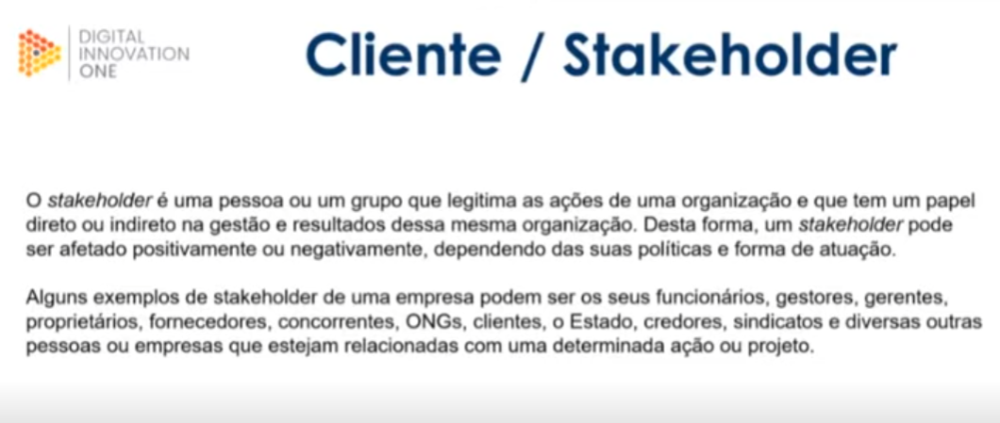 DIGITAL
INNOVATION
ONE
Cliente / Stakeholder
O stakeholder é uma pessoa ou um grupo que legitima as ações de uma organização e que tem um papel
direto ou indireto na gestão e resultados dessa mesma organização. Desta forma, um stakeholder pode
ser afetado positivamente ou negativamente, dependendo das suas políticas e forma de atuação.
Alguns exemplos de stakeholder de uma empresa podem ser os seus funcionários, gestores, gerentes,
proprietários, fornecedores, concorrentes, ONGs, clientes, o Estado, credores, sindicatos e diversas outras
pessoas ou empresas que estejam relacionadas com uma determinada ação ou projeto.